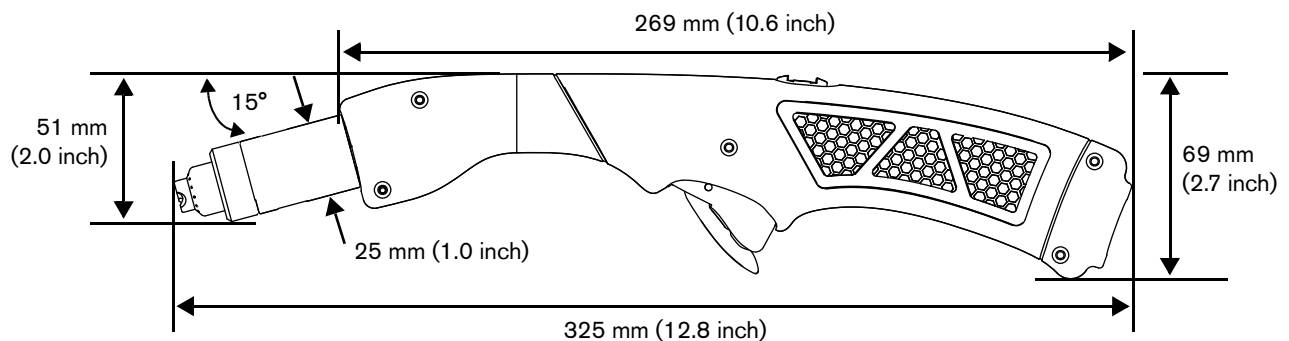 269 mm (10.6 inch)
15°
51 mm
(2.0 inch)
69 mm
(2.7 inch)
25 mm (1.0 inch)
325 mm (12.8 inch)